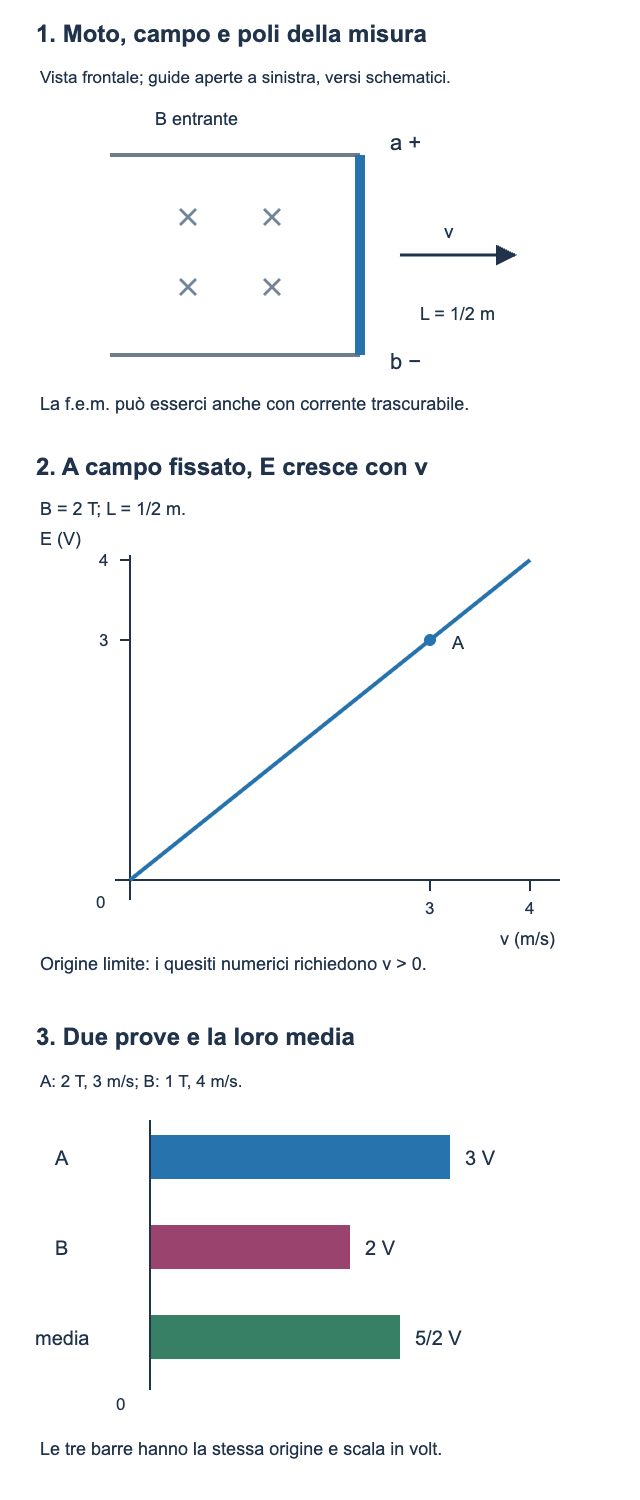 1. Moto, campo e poli della misura
Vista frontale; guide aperte a sinistra, versi schematici.
B entrante
a +
v
L = 1/2 m
b −
La f.e.m. può esserci anche con corrente trascurabile.
2. A campo fissato, E cresce con v
B = 2 T; L = 1/2 m.
E (V)
4
3
A
0
3
4
v (m/s)
Origine limite: i quesiti numerici richiedono v > 0.
3. Due prove e la loro media
A: 2 T, 3 m/s; B: 1 T, 4 m/s.
A
3 V
B
2 V
media
5/2 V
0
Le tre barre hanno la stessa origine e scala in volt.